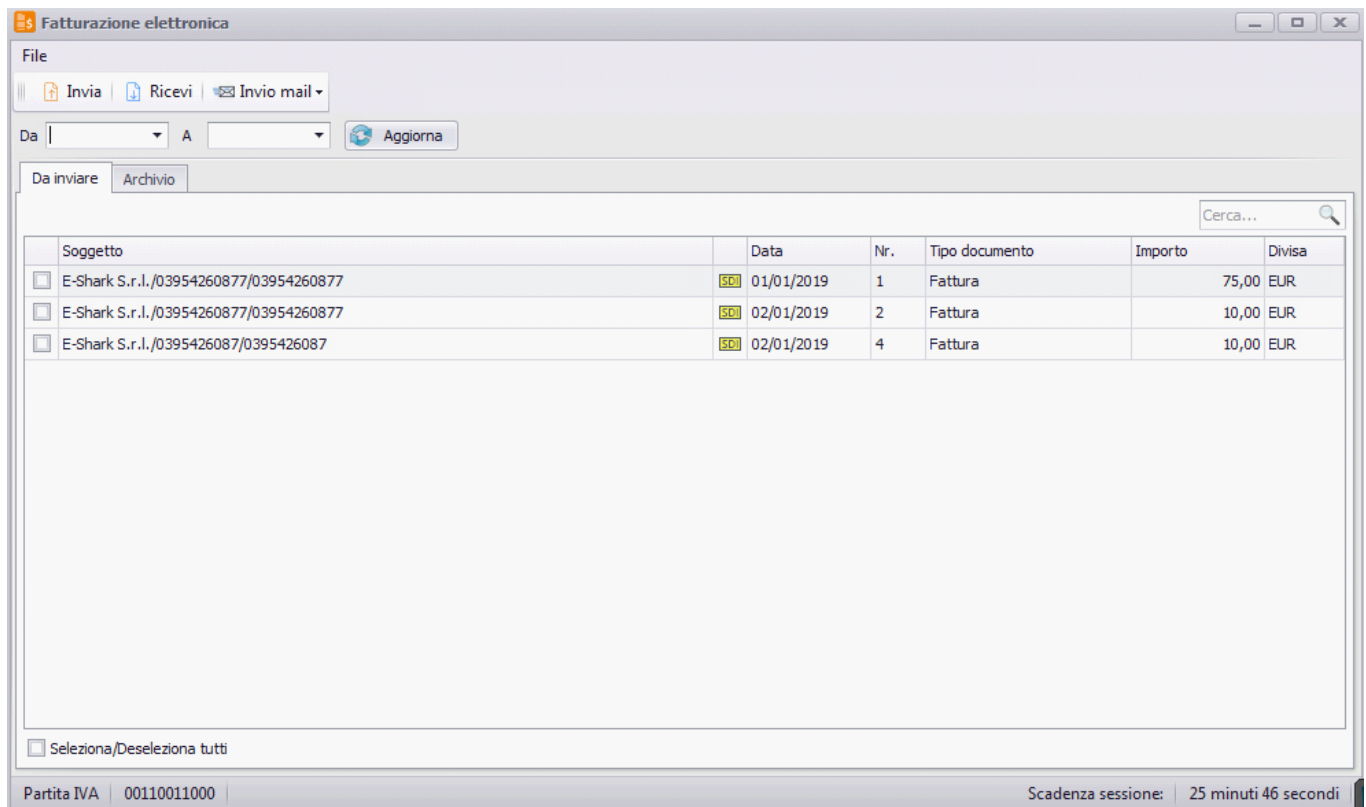 Fatturazione elettronica
File
Invia Ricevi Invio mail
Da A Aggiorna
Da inviare Archivio
Cerca...
Soggetto Data Nr. Tipo documento Importo Divisa
E-Shark S.r.l./03954260877/03954260877 SDI 01/01/2019 1 Fattura 75,00 EUR
E-Shark S.r.l./03954260877/03954260877 SDI 02/01/2019 2 Fattura 10,00 EUR
E-Shark S.r.l./0395426087/0395426087 SDI 02/01/2019 4 Fattura 10,00 EUR
Seleziona/Deseleziona tutti
Partita IVA 00110011000 Scadenza sessione: 25 minuti 46 secondi